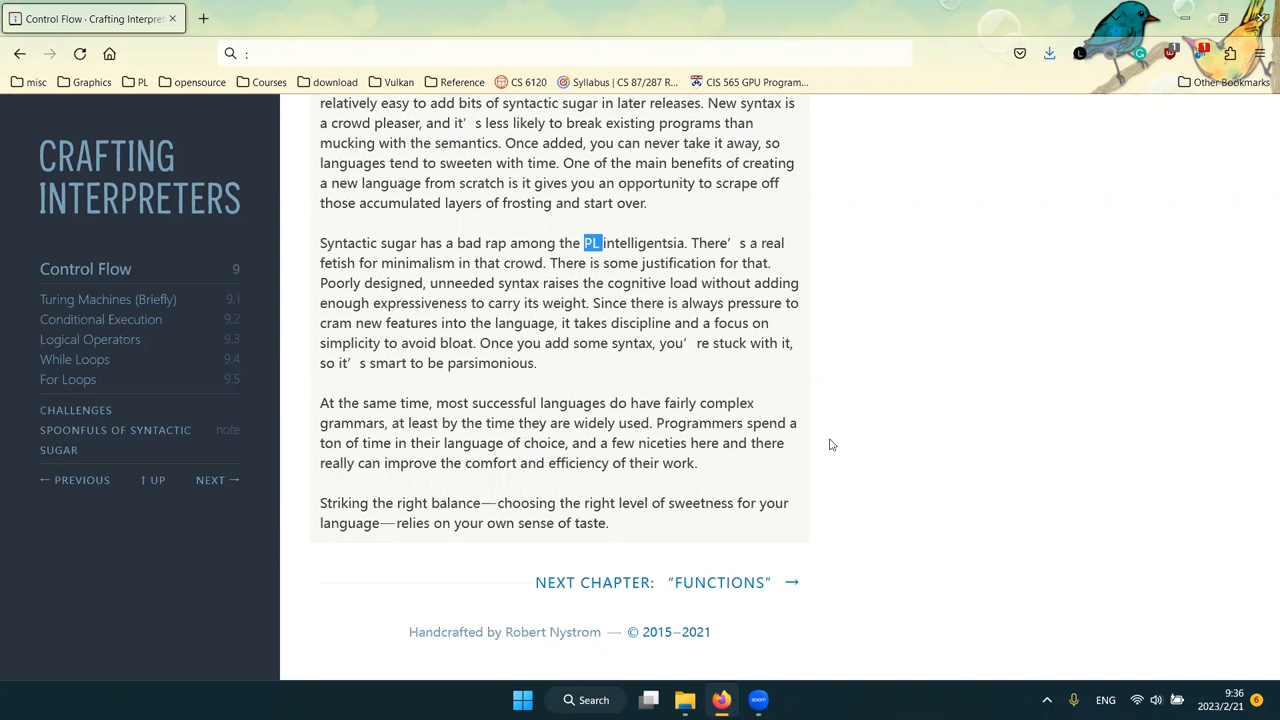 Control Flow · Crafting Interpret
:
misc
Graphics
PL
opensource
Courses
download
Vulkan
Reference
CS 6120
Syllabus | CS 87/287 R...
CIS 565 GPU Program...
Other Bookmarks
CRAFTING
INTERPRETERS
Control Flow 9
Turing Machines (Briefly) 9.1
Conditional Execution 9.2
Logical Operators 9.3
While Loops 9.4
For Loops 9.5
CHALLENGES
SPOONFULS OF SYNTACTIC note
SUGAR
← PREVIOUS ↑ UP NEXT →
relatively easy to add bits of syntactic sugar in later releases. New syntax is
a crowd pleaser, and it’s less likely to break existing programs than
mucking with the semantics. Once added, you can never take it away, so
languages tend to sweeten with time. One of the main benefits of creating
a new language from scratch is it gives you an opportunity to scrape off
those accumulated layers of frosting and start over.
Syntactic sugar has a bad rap among the PL intelligentsia. There’s a real
fetish for minimalism in that crowd. There is some justification for that.
Poorly designed, unneeded syntax raises the cognitive load without adding
enough expressiveness to carry its weight. Since there is always pressure to
cram new features into the language, it takes discipline and a focus on
simplicity to avoid bloat. Once you add some syntax, you’re stuck with it,
so it’s smart to be parsimonious.
At the same time, most successful languages do have fairly complex
grammars, at least by the time they are widely used. Programmers spend a
ton of time in their language of choice, and a few niceties here and there
really can improve the comfort and efficiency of their work.
Striking the right balance—choosing the right level of sweetness for your
language—relies on your own sense of taste.
NEXT CHAPTER: “FUNCTIONS” →
Handcrafted by Robert Nystrom — © 2015–2021
Search
zoom
ENG
9:36
2023/2/21
6